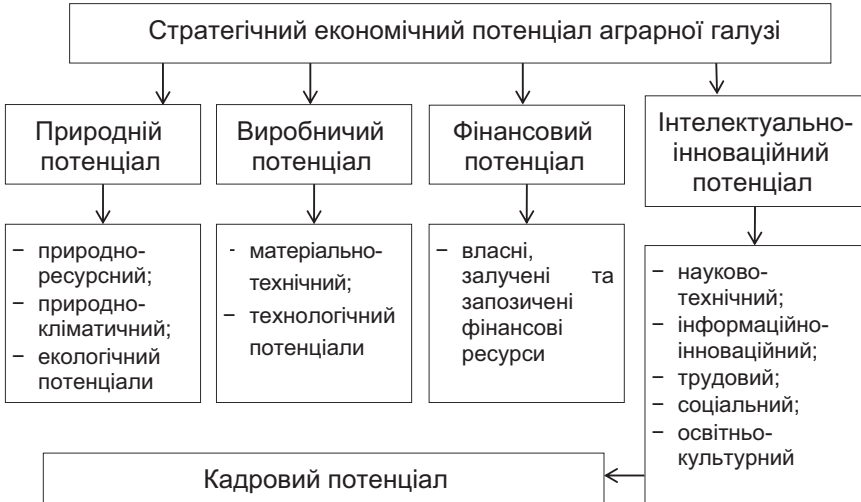 Стратегічний економічний потенціал аграрної галузі
Природній
потенціал
Виробничий
потенціал
Фінансовий
потенціал
Інтелектуально-
інноваційний
потенціал
− природно-
ресурсний;
− природно-
кліматичний;
− екологічний
потенціали
- матеріально-
технічний;
− технологічний
потенціали
− власні,
залучені та
запозичені
фінансові
ресурси
− науково-
технічний;
− інформаційно-
інноваційний;
− трудовий;
− соціальний;
− освітньо-
культурний
Кадровий потенціал